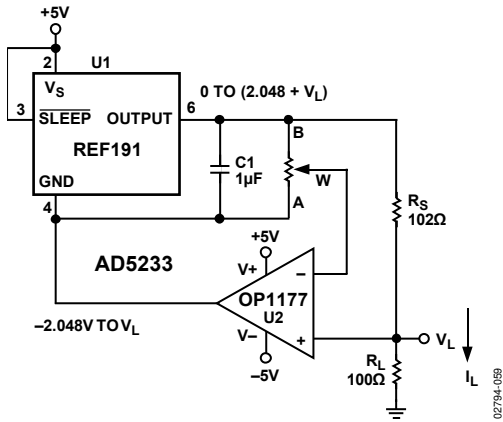 +5V
2
U1
V_S
3
SLEEP
OUTPUT
6
0 TO (2.048 + V_L)
REF191
GND
4
C1
1µF
B
W
A
R_S
102Ω
AD5233
+5V
V+
–
OP1177
U2
+
V–
–5V
–2.048V TO V_L
V_L
R_L
100Ω
I_L
02794-059